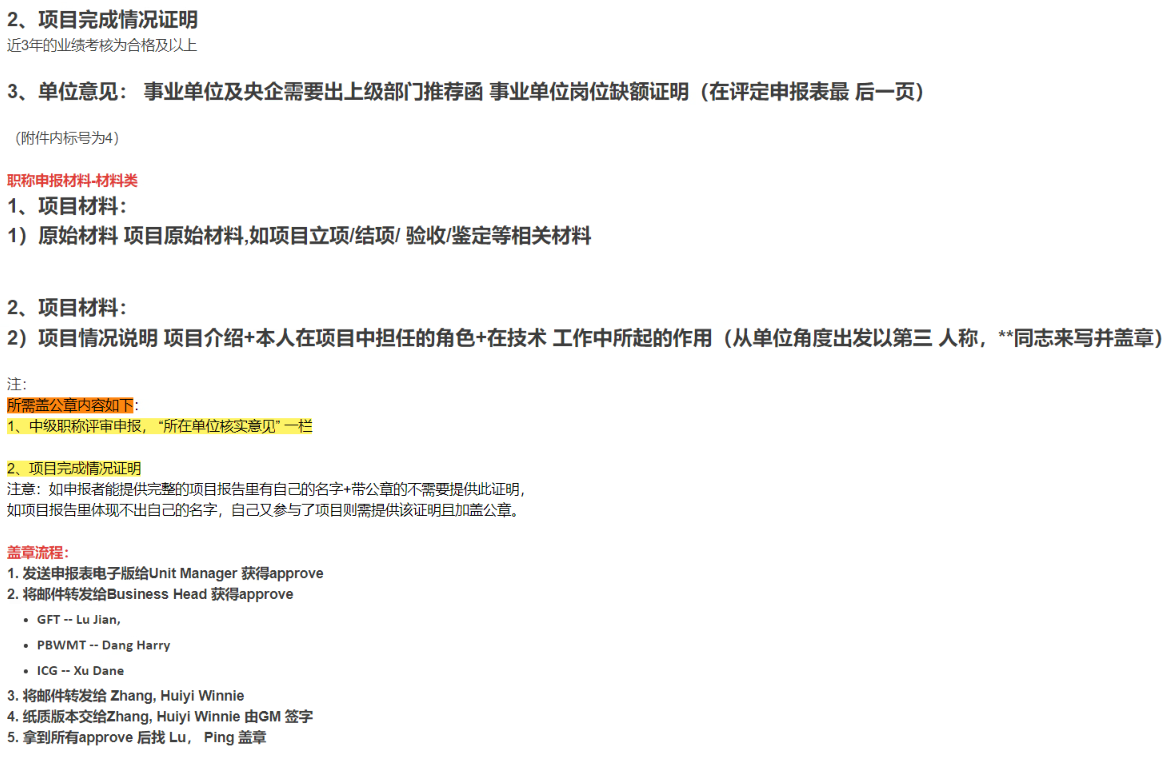 2、项目完成情况证明
近3年的业绩考核为合格及以上
3、单位意见： 事业单位及央企需要出上级部门推荐函 事业单位岗位缺额证明（在评定申报表最 后一页）
（附件内标号为4）
职称申报材料-材料类
1、项目材料：
1）原始材料 项目原始材料,如项目立项/结项/ 验收/鉴定等相关材料
2、项目材料：
2）项目情况说明 项目介绍+本人在项目中担任的角色+在技术 工作中所起的作用（从单位角度出发以第三 人称，**同志来写并盖章）
注：
所需盖公章内容如下：
1、中级职称评审申报，“所在单位核实意见” 一栏
2、项目完成情况证明
注意：如申报者能提供完整的项目报告里有自己的名字+带公章的不需要提供此证明，
如项目报告里体现不出自己的名字，自己又参与了项目则需提供该证明且加盖公章。
盖章流程：
1. 发送申报表电子版给Unit Manager 获得approve
2. 将邮件转发给Business Head 获得approve
• GFT -- Lu Jian,
• PBWMT -- Dang Harry
• ICG -- Xu Dane
3. 将邮件转发给 Zhang, Huiyi Winnie
4. 纸质版本交给Zhang, Huiyi Winnie 由GM 签字
5. 拿到所有approve 后找 Lu， Ping 盖章